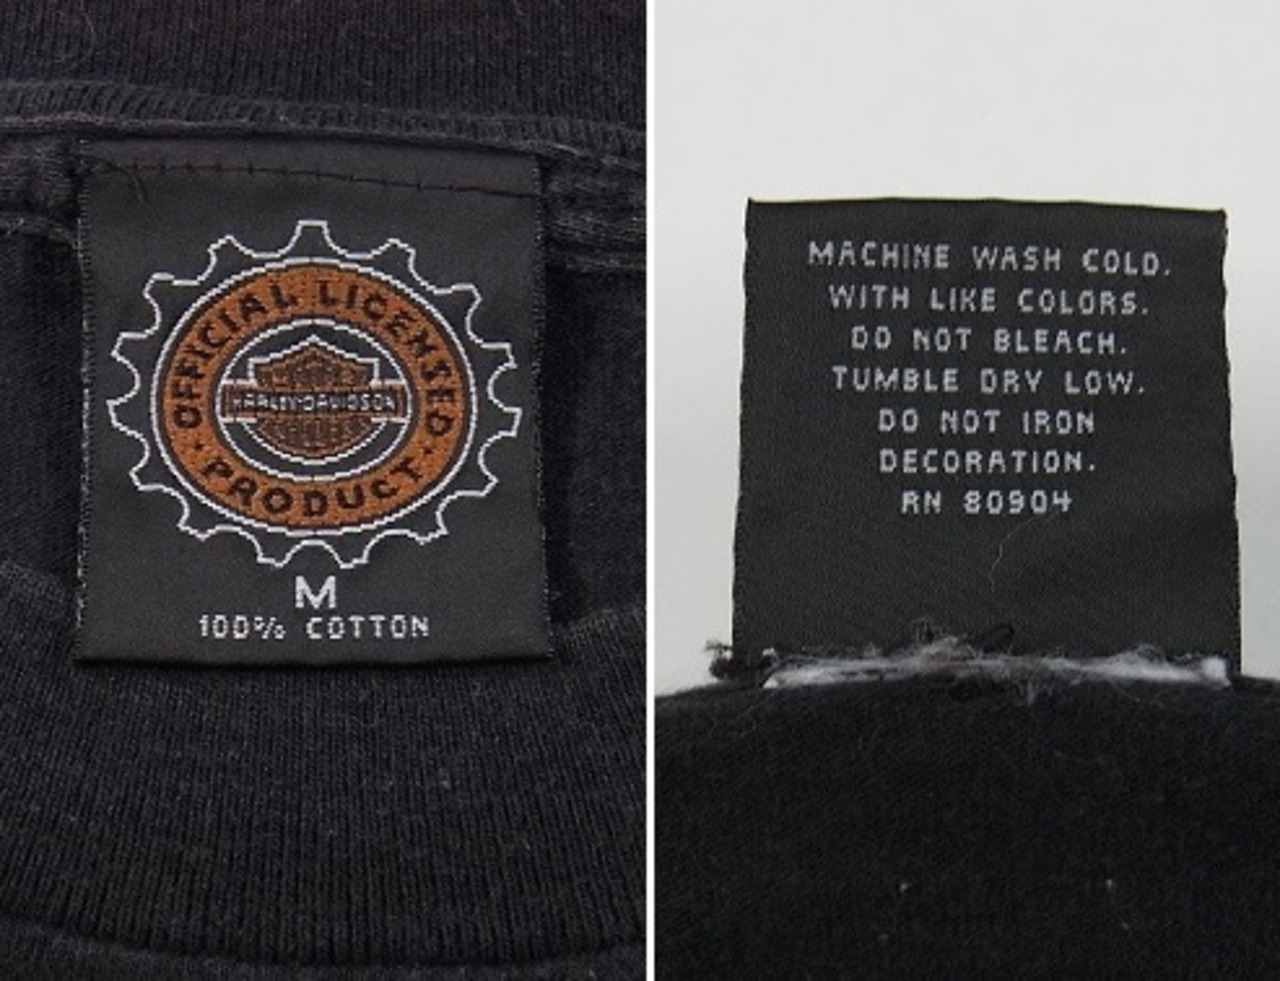 OFFICIAL LICENSED
HARLEY-DAVIDSON
· PRODUCT ·
M
100% COTTON
MACHINE WASH COLD.
WITH LIKE COLORS.
DO NOT BLEACH.
TUMBLE DRY LOW.
DO NOT IRON
DECORATION.
RN 80904